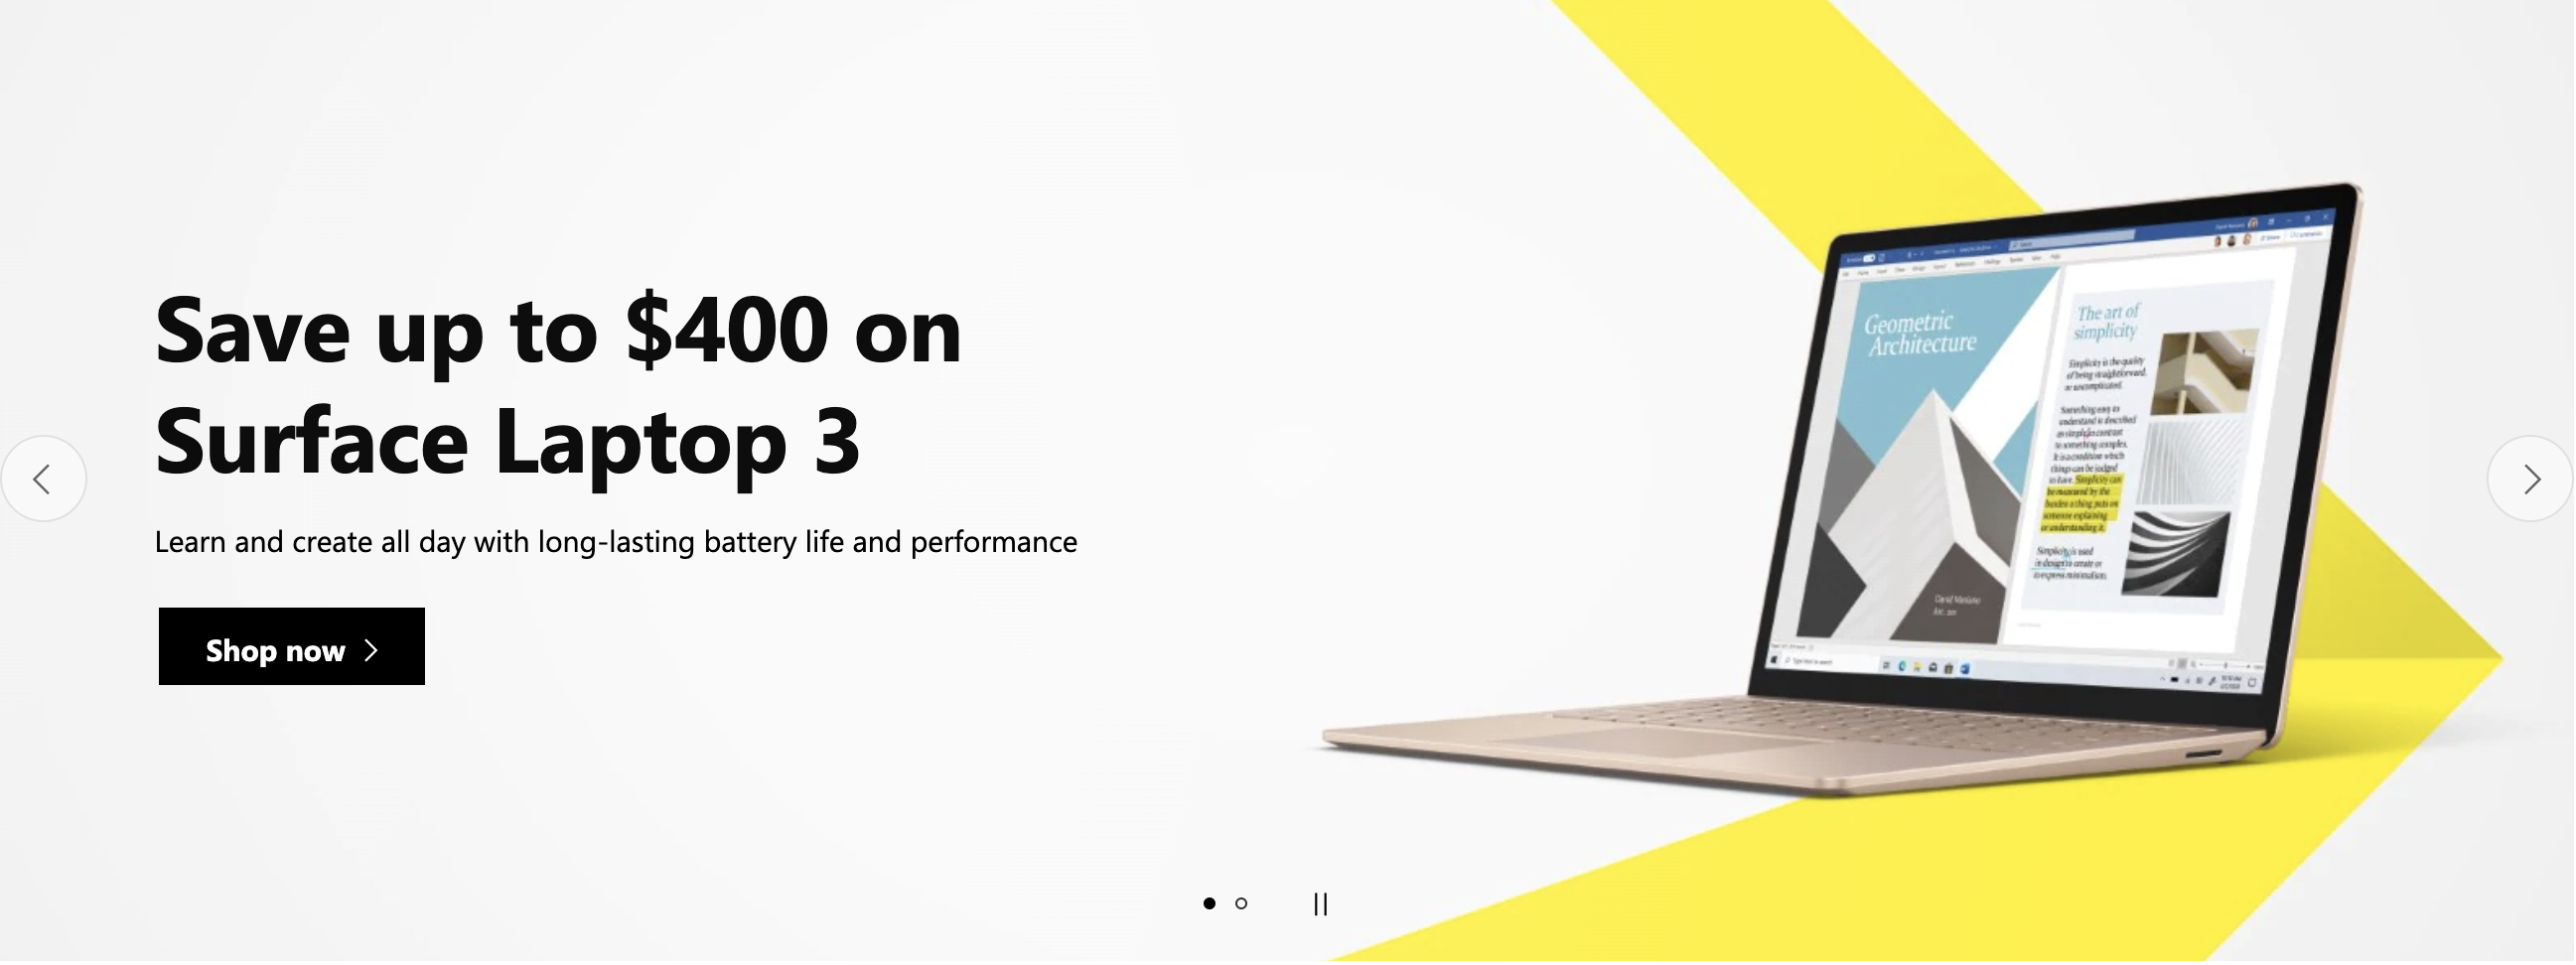 Save up to $400 on
Surface Laptop 3
Learn and create all day with long-lasting battery life and performance
Shop now
Geometric
Architecture
The art of
simplicity
Simplicity is the quality
of being straightforward,
or uncomplicated.
Something easy to
understand is described
as simple, in contrast
to something complex.
It is a condition which
things can be judged
to have. Simplicity can
be measured by the
burden a thing puts on
someone explaining
or understanding it.
Simplicity is used
in design to create or
to express minimalism.
Type here to search